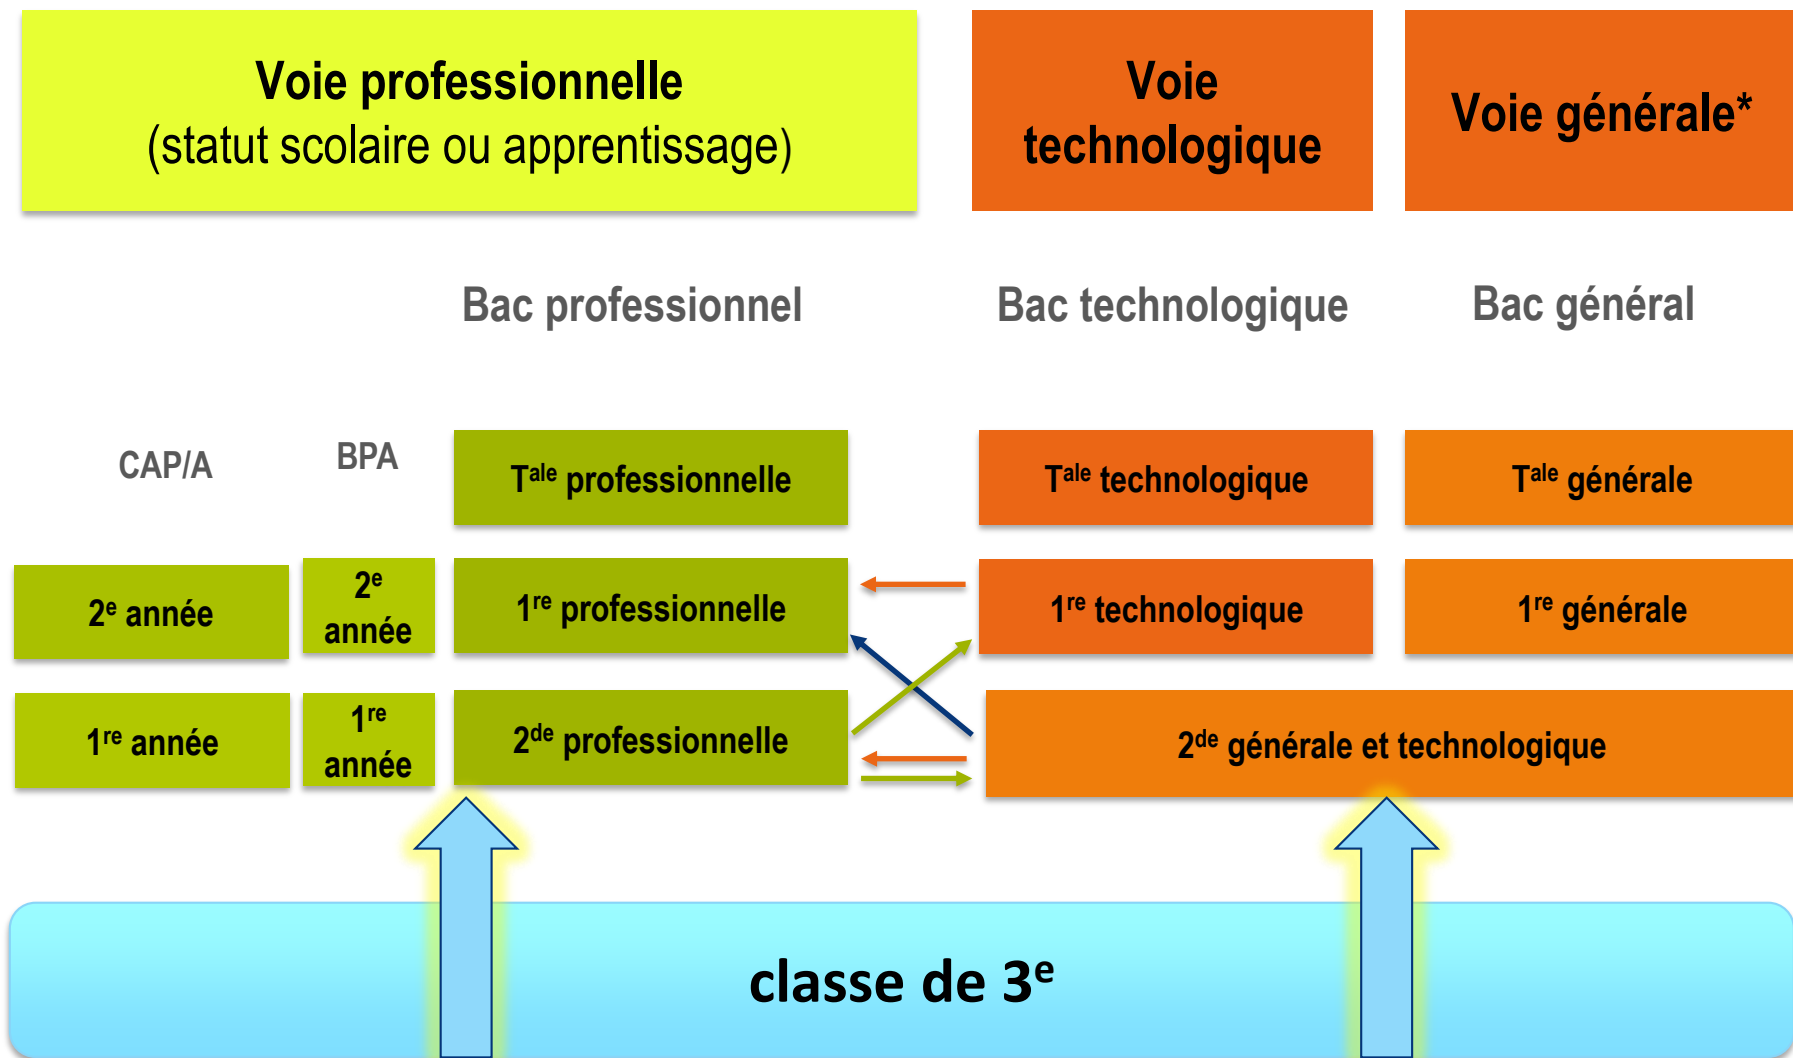 Voie professionnelle
(statut scolaire ou apprentissage)
Voie
technologique
Voie générale*
Bac professionnel
Bac technologique
Bac général
CAP/A
BPA
Tale professionnelle
Tale technologique
Tale générale
2e année
2e
année
1re professionnelle
1re technologique
1re générale
1re année
1re
année
2de professionnelle
2de générale et technologique
classe de 3e